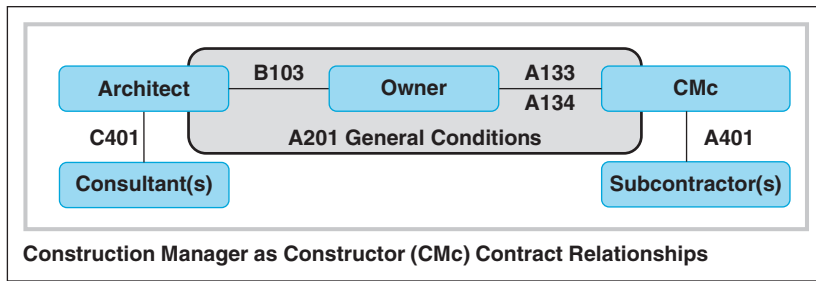 B103
A133
Architect
Owner
CMc
A134
C401
A201 General Conditions
A401
Consultant(s)
Subcontractor(s)
Construction Manager as Constructor (CMc) Contract Relationships